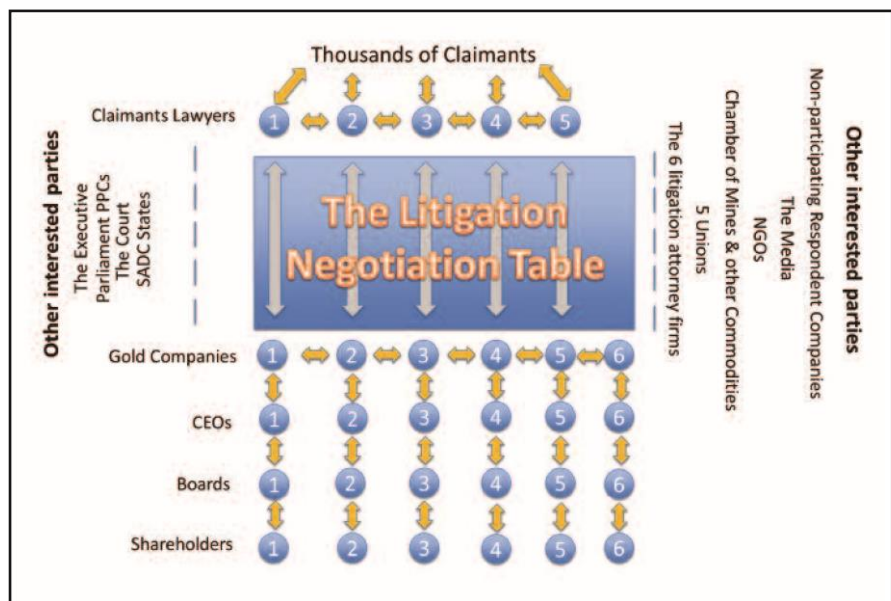 Thousands of Claimants
Claimants Lawyers
1 2 3 4 5
Other interested parties
The Executive
Parliament PPCs
The Court
SADC States
The Litigation
Negotiation Table
The 6 litigation attorney firms
5 Unions
Chamber of Mines & other Commodities
NGOs
The Media
Non-participating Respondent Companies
Other interested parties
Gold Companies
1 2 3 4 5 6
CEOs
1 2 3 4 5 6
Boards
1 2 3 4 5 6
Shareholders
1 2 3 4 5 6